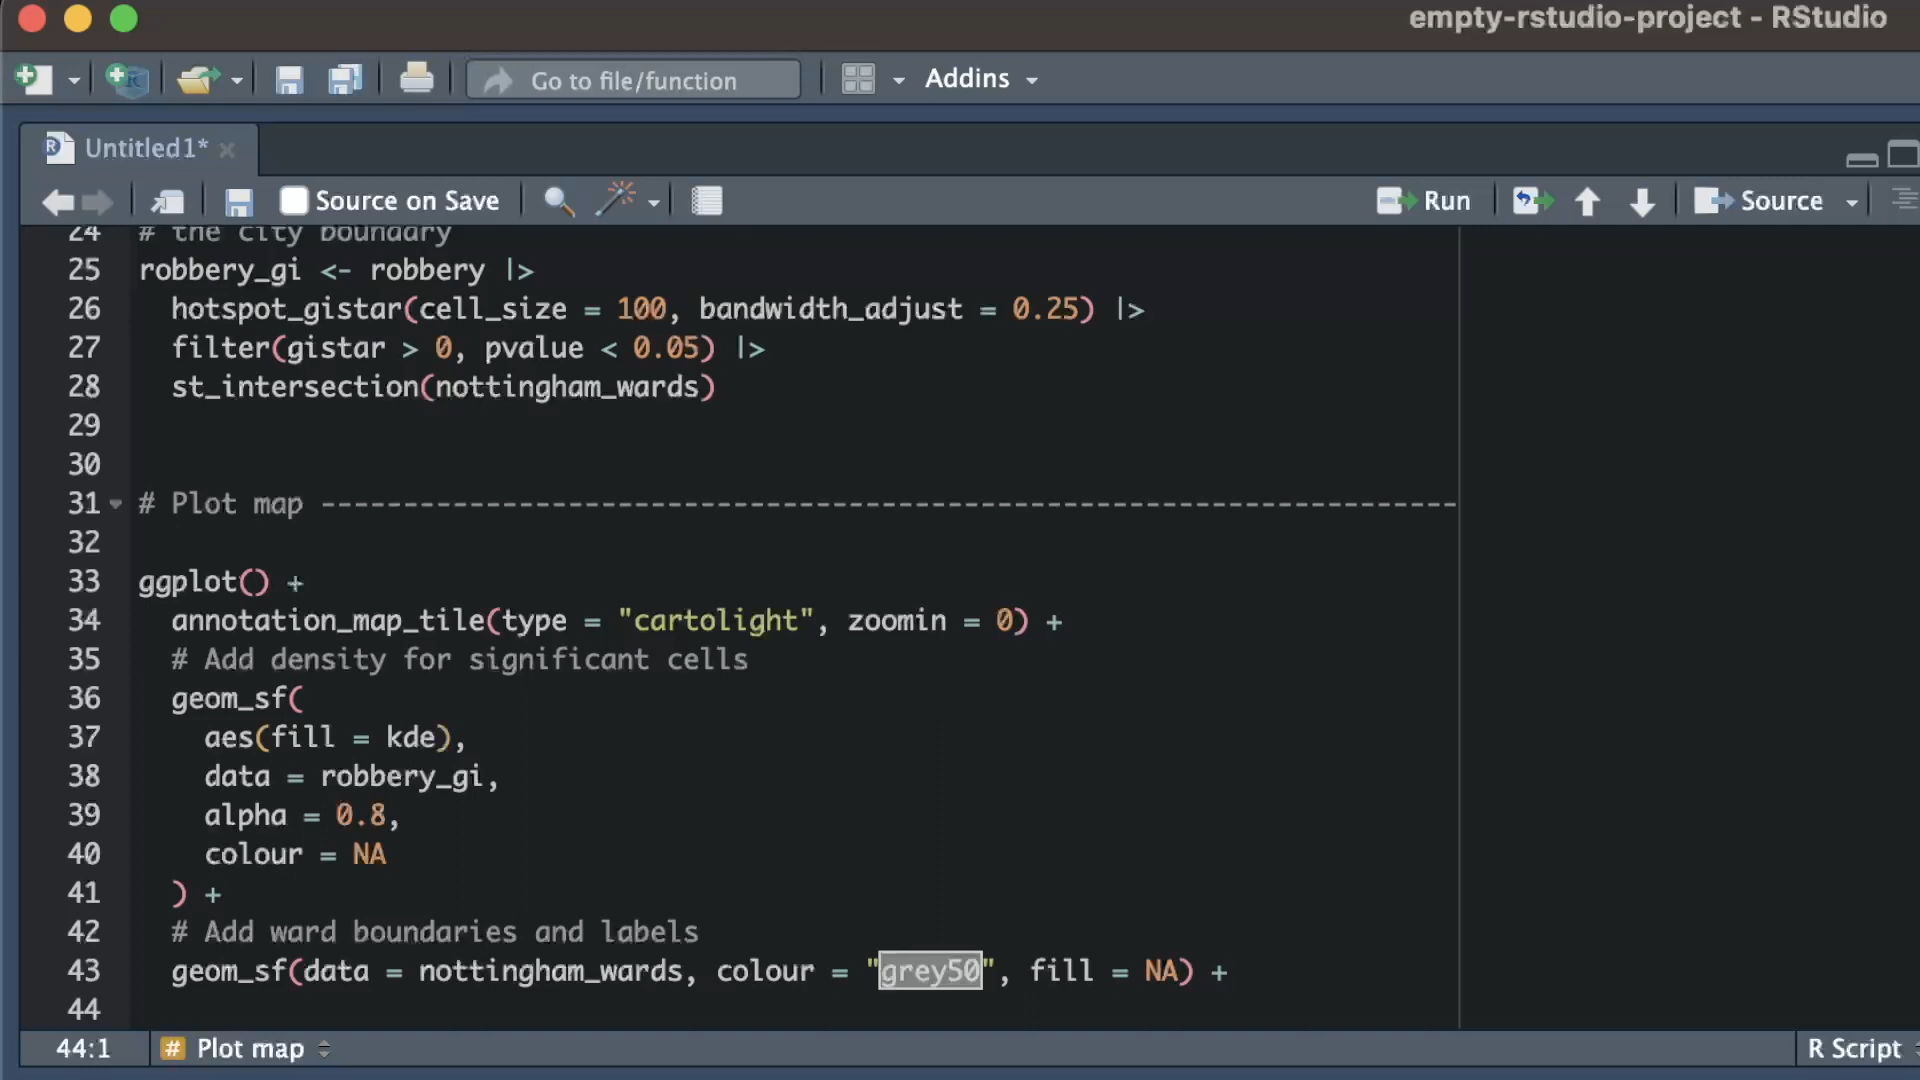 empty-rstudio-project - RStudio
Go to file/function
Addins
Untitled1*
Source on Save
Run
Source
24 # the city boundary
25 robbery_gi <- robbery |>
26 hotspot_gistar(cell_size = 100, bandwidth_adjust = 0.25) |>
27 filter(gistar > 0, pvalue < 0.05) |>
28 st_intersection(nottingham_wards)
29
30
31 # Plot map ---------------------------------------------------------------------
32
33 ggplot() +
34 annotation_map_tile(type = "cartolight", zoomin = 0) +
35 # Add density for significant cells
36 geom_sf(
37 aes(fill = kde),
38 data = robbery_gi,
39 alpha = 0.8,
40 colour = NA
41 ) +
42 # Add ward boundaries and labels
43 geom_sf(data = nottingham_wards, colour = "grey50", fill = NA) +
44
44:1
# Plot map
R Script